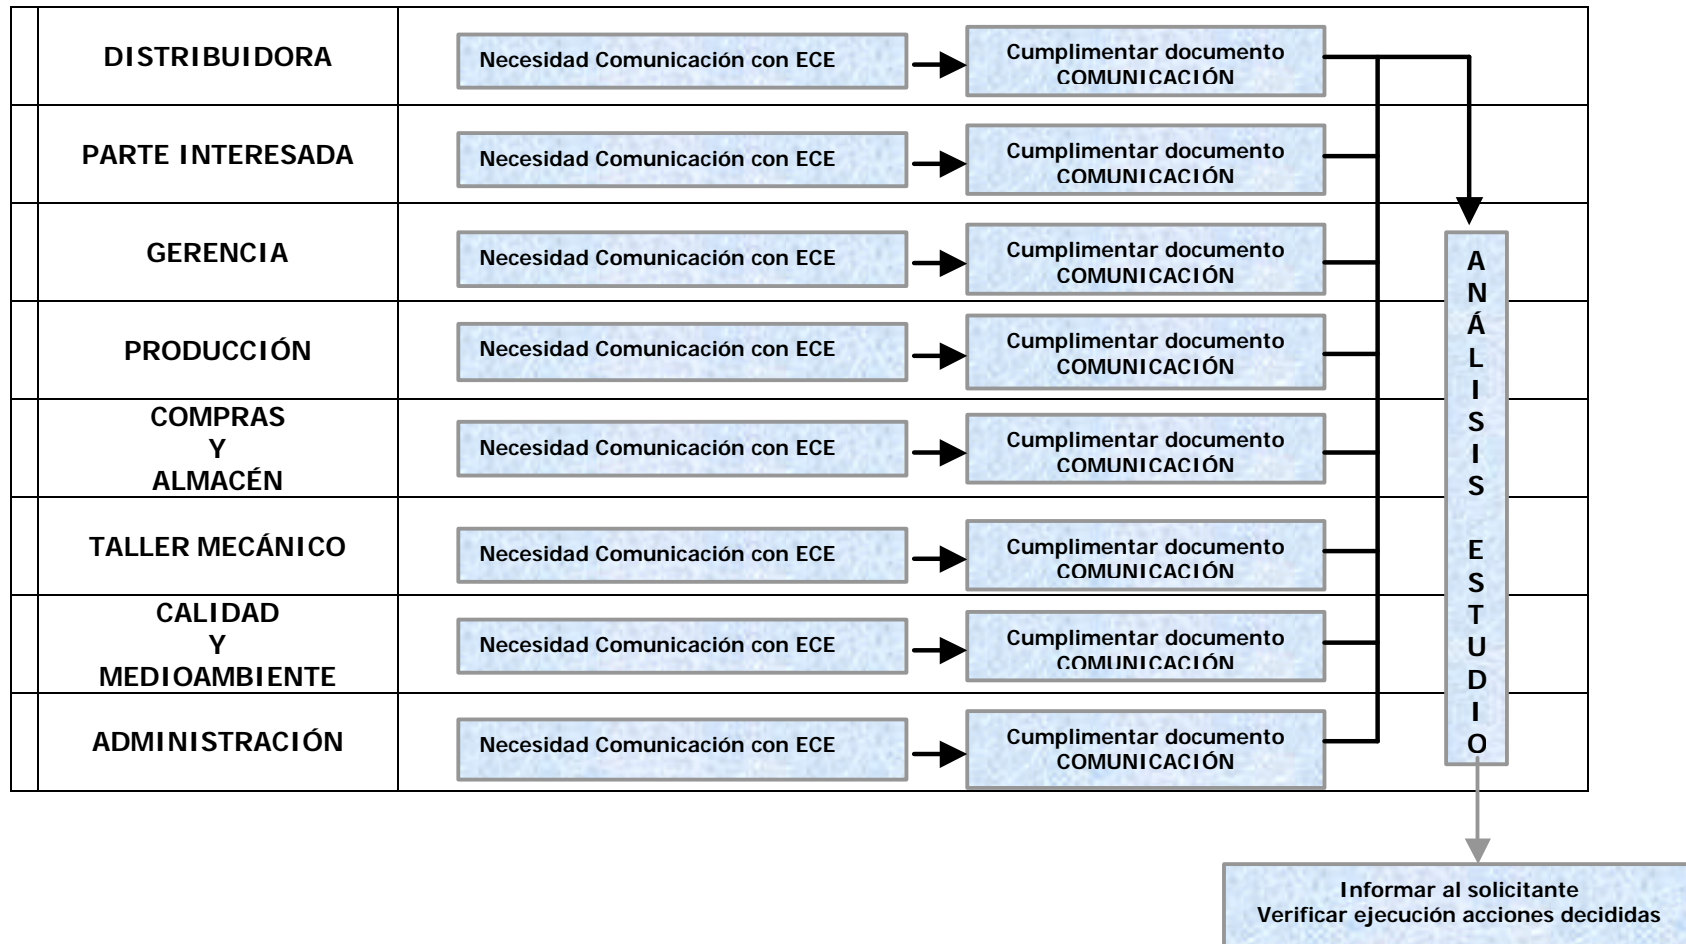 DISTRIBUIDORA
Necesidad Comunicación con ECE
Cumplimentar documento
COMUNICACIÓN
PARTE INTERESADA
Necesidad Comunicación con ECE
Cumplimentar documento
COMUNICACIÓN
GERENCIA
Necesidad Comunicación con ECE
Cumplimentar documento
COMUNICACIÓN
PRODUCCIÓN
Necesidad Comunicación con ECE
Cumplimentar documento
COMUNICACIÓN
COMPRAS
Y
ALMACÉN
Necesidad Comunicación con ECE
Cumplimentar documento
COMUNICACIÓN
TALLER MECÁNICO
Necesidad Comunicación con ECE
Cumplimentar documento
COMUNICACIÓN
CALIDAD
Y
MEDIOAMBIENTE
Necesidad Comunicación con ECE
Cumplimentar documento
COMUNICACIÓN
ADMINISTRACIÓN
Necesidad Comunicación con ECE
Cumplimentar documento
COMUNICACIÓN
ANÁLISIS ESTUDIO
Informar al solicitante
Verificar ejecución acciones decididas